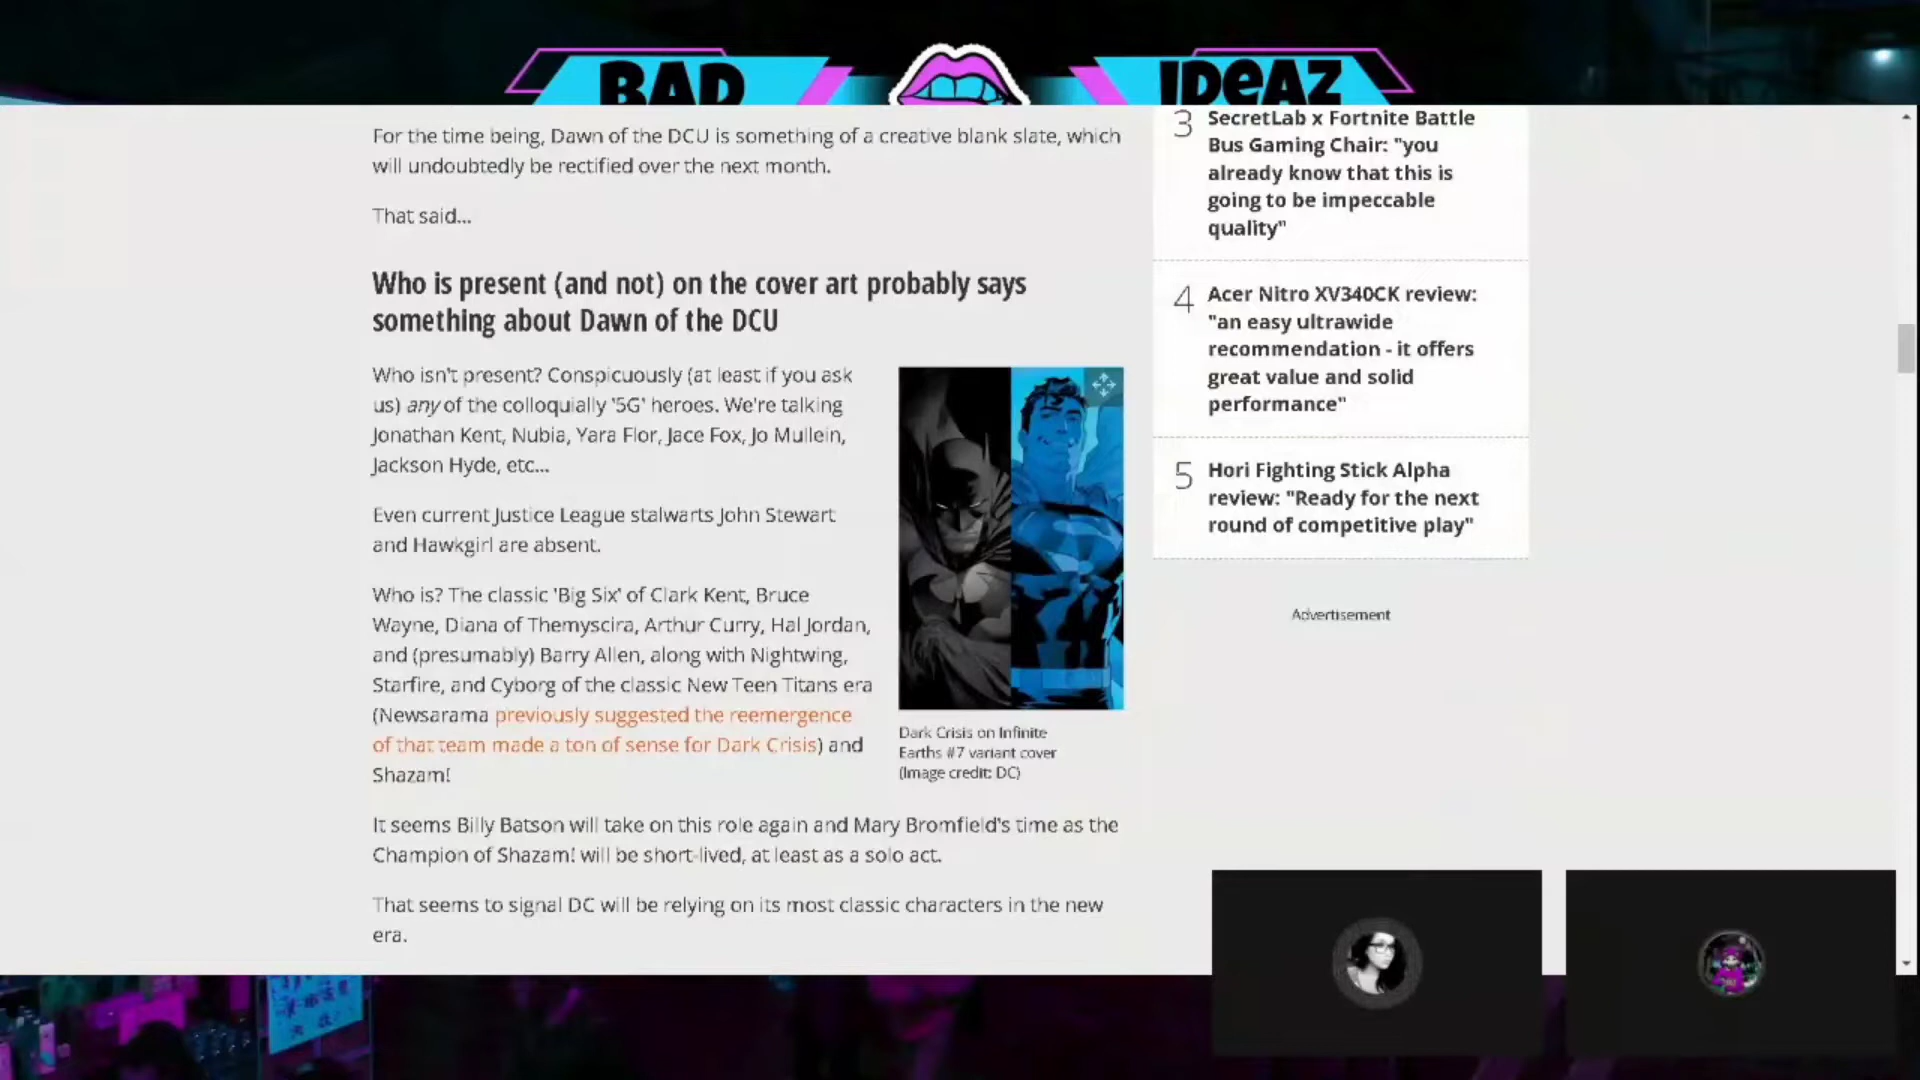 BAD IDEAZ
For the time being, Dawn of the DCU is something of a creative blank slate, which
will undoubtedly be rectified over the next month.
That said...
Who is present (and not) on the cover art probably says
something about Dawn of the DCU
Who isn't present? Conspicuously (at least if you ask
us) any of the colloquially '5G' heroes. We're talking
Jonathan Kent, Nubia, Yara Flor, Jace Fox, Jo Mullein,
Jackson Hyde, etc...
Even current Justice League stalwarts John Stewart
and Hawkgirl are absent.
Who is? The classic 'Big Six' of Clark Kent, Bruce
Wayne, Diana of Themyscira, Arthur Curry, Hal Jordan,
and (presumably) Barry Allen, along with Nightwing,
Starfire, and Cyborg of the classic New Teen Titans era
(Newsarama previously suggested the reemergence
of that team made a ton of sense for Dark Crisis) and
Shazam!
Dark Crisis on Infinite
Earths #7 variant cover
(Image credit: DC)
It seems Billy Batson will take on this role again and Mary Bromfield's time as the
Champion of Shazam! will be short-lived, at least as a solo act.
That seems to signal DC will be relying on its most classic characters in the new
era.
3 SecretLab x Fortnite Battle
Bus Gaming Chair: "you
already know that this is
going to be impeccable
quality"
4 Acer Nitro XV340CK review:
"an easy ultrawide
recommendation - it offers
great value and solid
performance"
5 Hori Fighting Stick Alpha
review: "Ready for the next
round of competitive play"
Advertisement